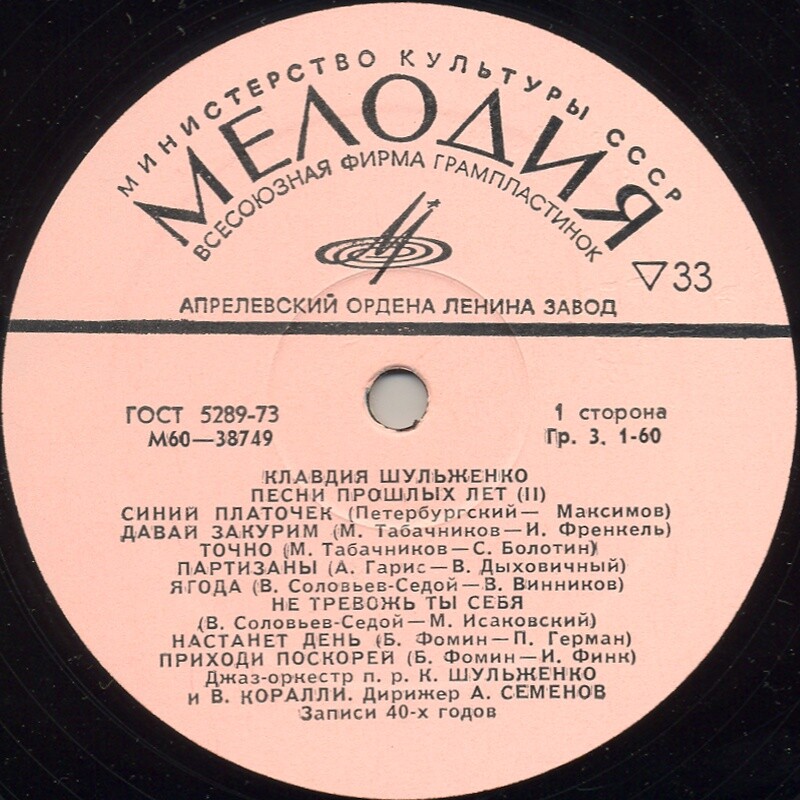 МИНИСТЕРСТВО КУЛЬТУРЫ СССР
МЕЛОДИЯ
ВСЕСОЮЗНАЯ ФИРМА ГРАМПЛАСТИНОК
33
АПРЕЛЕВСКИЙ ОРДЕНА ЛЕНИНА ЗАВОД
ГОСТ 5289-73
М60—38749
1 сторона
Гр. 3. 1-60
КЛАВДИЯ ШУЛЬЖЕНКО
ПЕСНИ ПРОШЛЫХ ЛЕТ (II)
СИНИЙ ПЛАТОЧЕК (Петербургский — Максимов)
ДАВАЙ ЗАКУРИМ (М. Табачников—И. Френкель)
ТОЧНО (М. Табачников—С. Болотин)
ПАРТИЗАНЫ (А. Гарис—В. Дыховичный)
ЯГОДА (В. Соловьев-Седой—В. Винников)
НЕ ТРЕВОЖЬ ТЫ СЕБЯ
(В. Соловьев-Седой—М. Исаковский)
НАСТАНЕТ ДЕНЬ (Б. Фомин—П. Герман)
ПРИХОДИ ПОСКОРЕЙ (Б. Фомин—И. Финк)
Джаз-оркестр п. р. К. ШУЛЬЖЕНКО
и В. КОРАЛЛИ. Дирижер А. СЕМЕНОВ
Записи 40-х годов